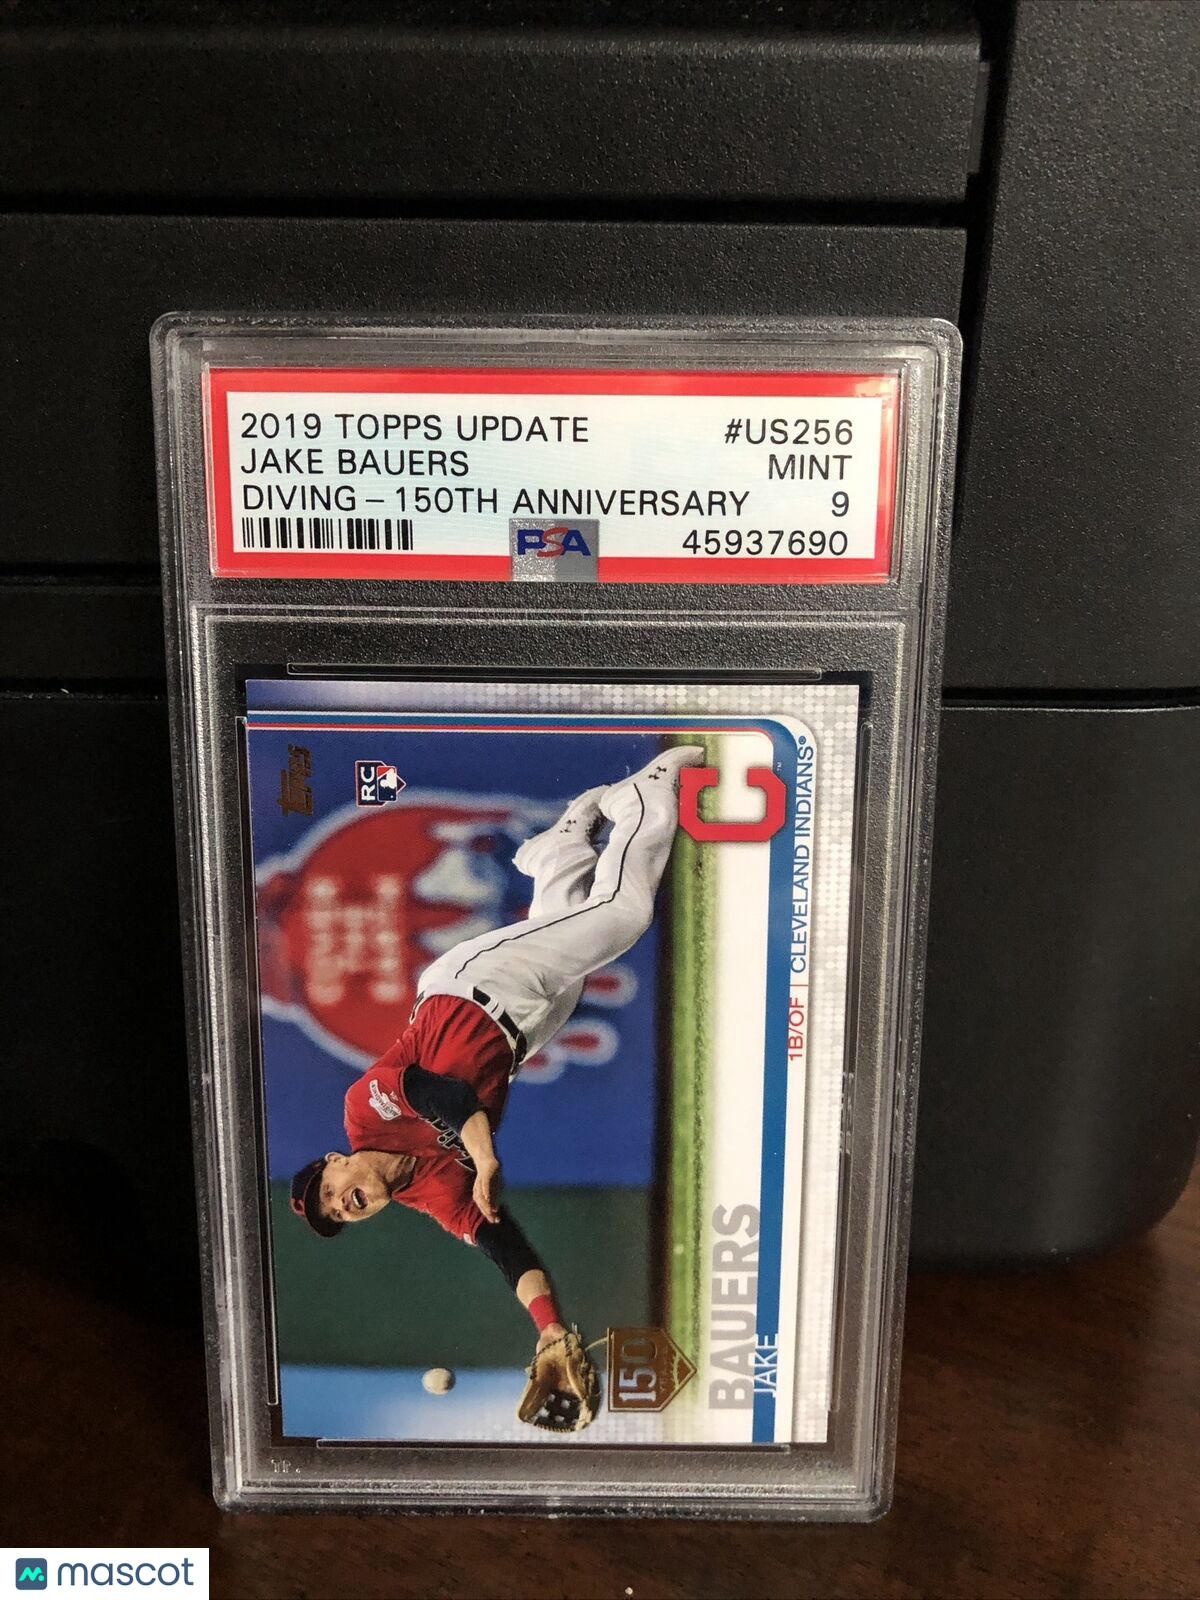 2019 TOPPS UPDATE #US256
JAKE BAUERS MINT
DIVING - 150TH ANNIVERSARY 9
PSA 45937690
Topps
RC
C
CLEVELAND INDIANS®
1B/OF
BAUERS
JAKE
150
mascot